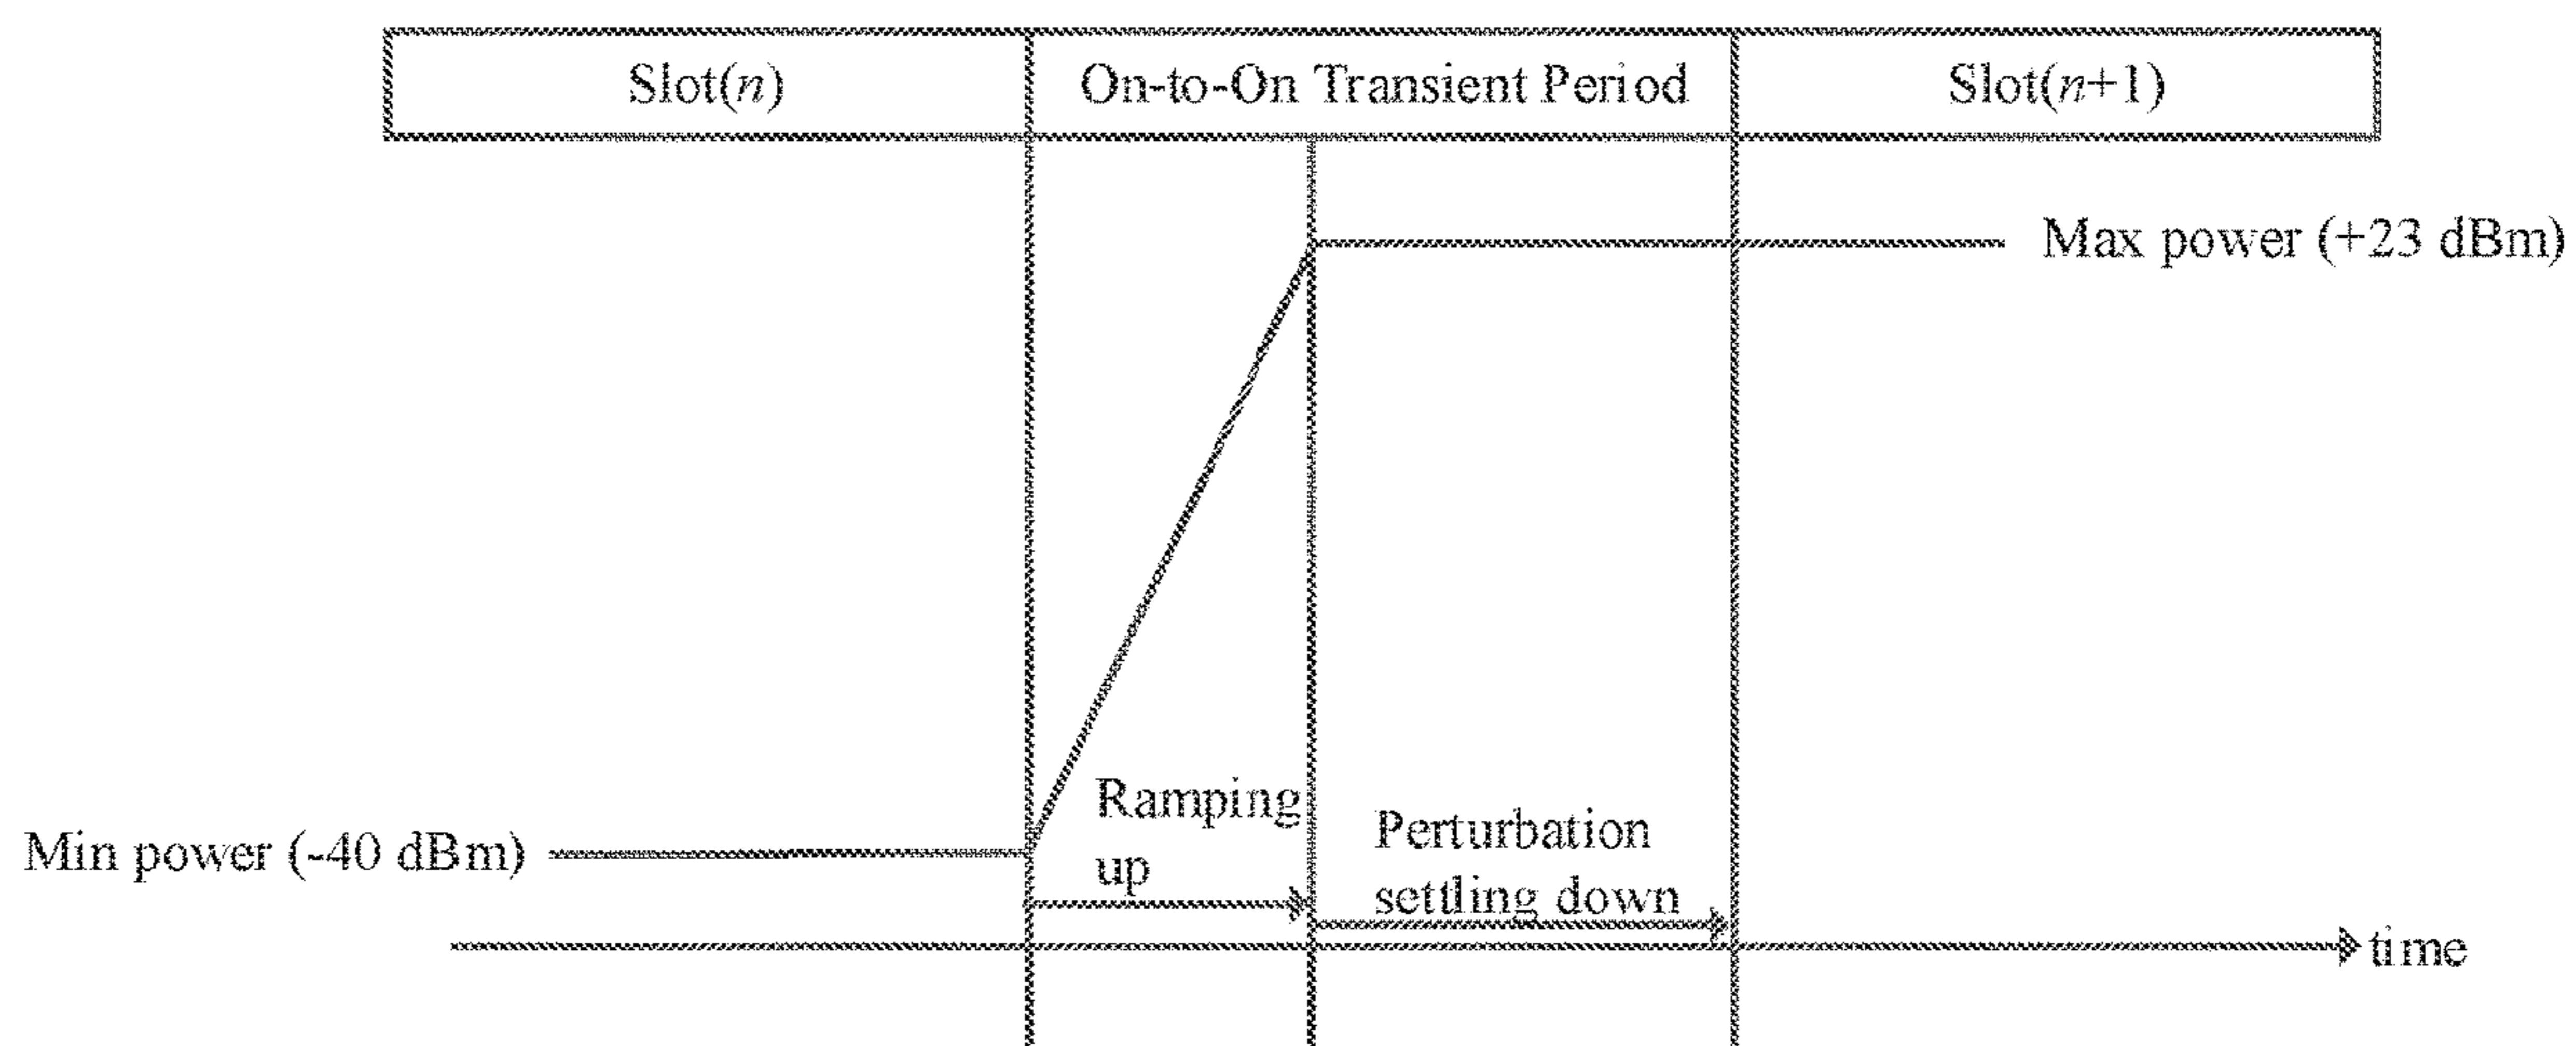 Slot(n)
On-to-On Transient Period
Slot(n+1)
Max power (+23 dBm)
Ramping
up
Perturbation
settling down
Min power (-40 dBm)
time